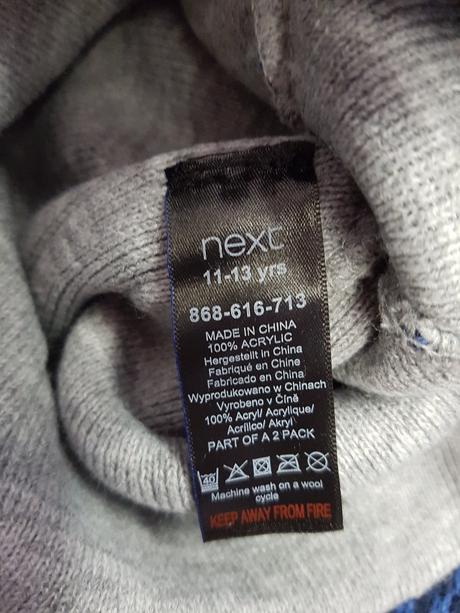 next
11-13 yrs
868-616-713
MADE IN CHINA
100% ACRYLIC
Hergestellt in China
Fabriqué en Chine
Fabricado en China
Wyprodukowano w Chinach
Vyrobeno v Číně
100% Acryl/ Acrylique/
Acrílico/ Akryl
PART OF A 2 PACK
40
Machine wash on a wool
cycle
KEEP AWAY FROM FIRE